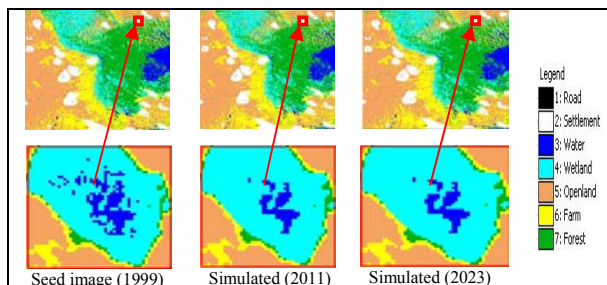 Legend
1: Road
2: Settlement
3: Water
4: Wetland
5: Openland
6: Farm
7: Forest
Seed image (1999) Simulated (2011) Simulated (2023)